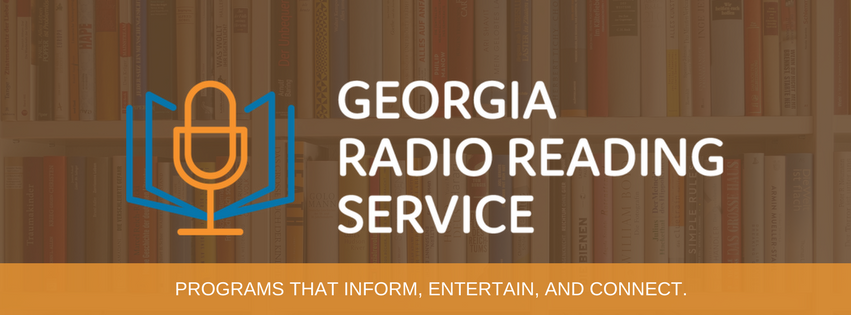 GEORGIA
RADIO READING
SERVICE
PROGRAMS THAT INFORM, ENTERTAIN, AND CONNECT.